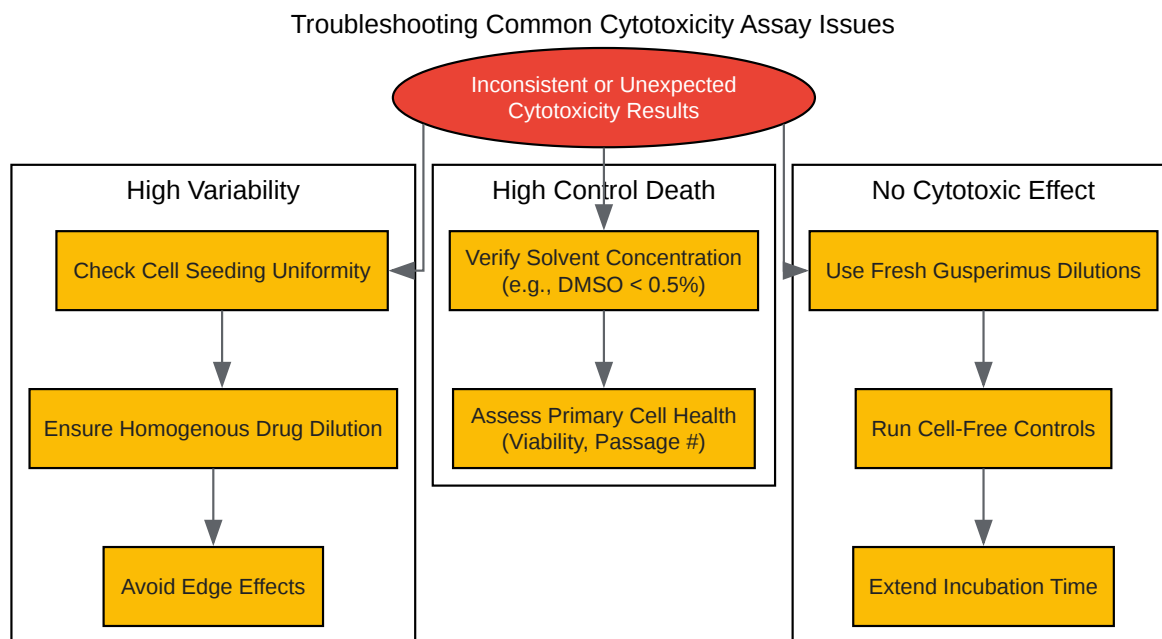 Troubleshooting Common Cytotoxicity Assay Issues
Inconsistent or Unexpected
Cytotoxicity Results
High Variability
Check Cell Seeding Uniformity
Ensure Homogenous Drug Dilution
Avoid Edge Effects
High Control Death
Verify Solvent Concentration
(e.g., DMSO < 0.5%)
Assess Primary Cell Health
(Viability, Passage #)
No Cytotoxic Effect
Use Fresh Gusperimus Dilutions
Run Cell-Free Controls
Extend Incubation Time